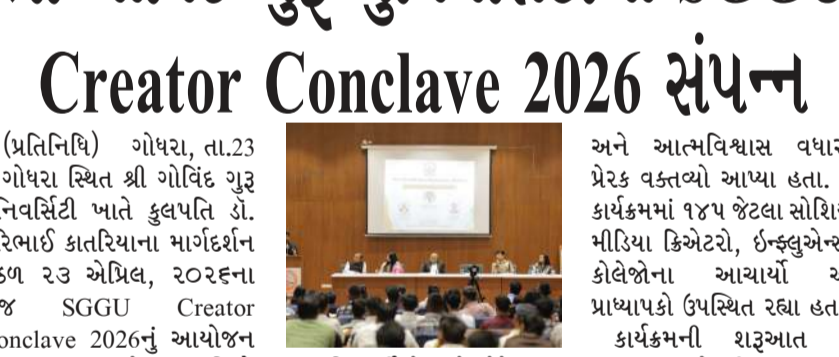 Creator Conclave 2026 સંપન્ન
(પ્રતિનિધિ) ગોધરા, તા.23
ગોધરા સ્થિત શ્રી ગોવિંદ ગુરૂ
નિવર્સિટી ખાતે કુલપતિ ડૉ.
રિભાઈ કાતરિયાના માર્ગદર્શન
૨૩ એપ્રિલ, ૨૦૨૬ના
જ SGGU Creator
onclave 2026નું આયોજન
અને આત્મવિશ્વાસ વધાર
પ્રેરક વક્તવ્યો આપ્યા હતા.
કાર્યક્રમમાં ૧૪૫ જેટલા સોશિ
મીડિયા ક્રિએટરો, ઇન્ફ્લુએન્સ
કોલેજોના આચાર્યો
પ્રાધ્યાપકો ઉપસ્થિત રહ્યા હત
કાર્યક્રમની શરૂઆત